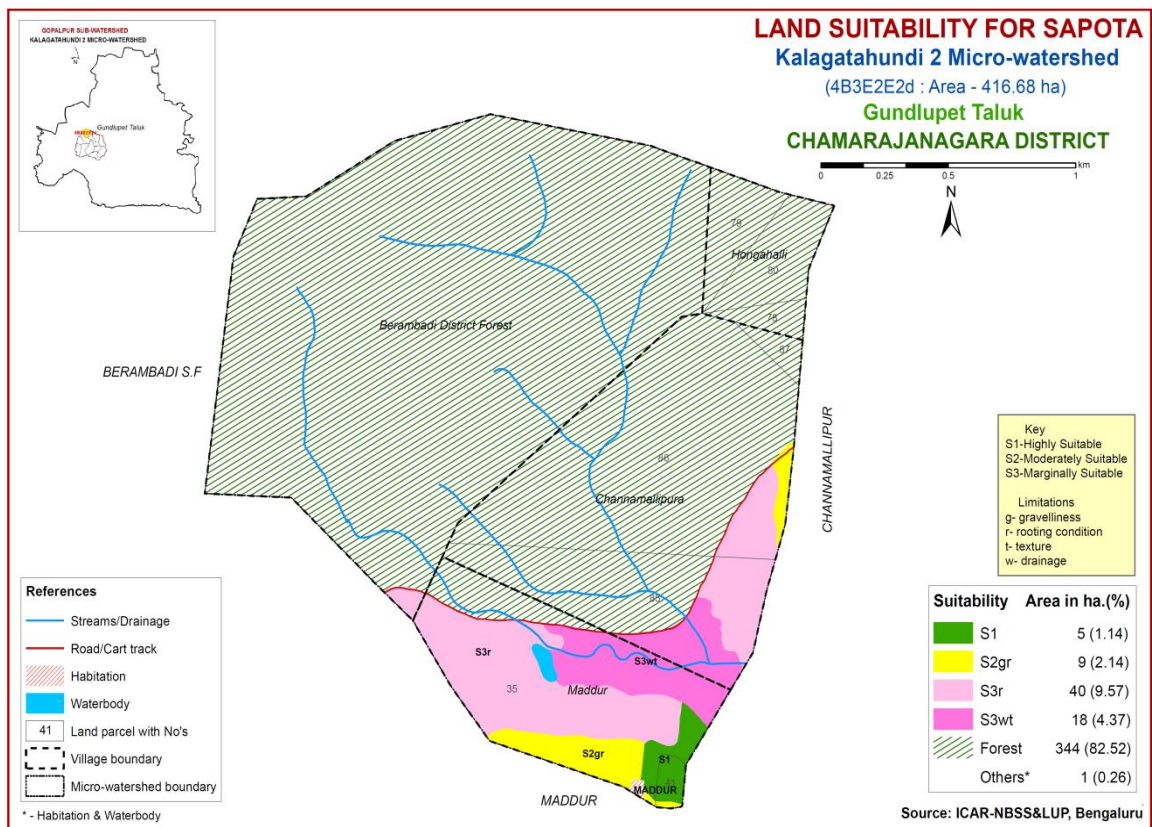 GOPALPUR SUB-WATERSHED
KALAGATAHUNDI 2 MICRO-WATERSHED
N
Gundlupet Taluk
LAND SUITABILITY FOR SAPOTA
Kalagatahundi 2 Micro-watershed
(4B3E2E2d : Area - 416.68 ha)
Gundlupet Taluk
CHAMARAJANAGARA DISTRICT
km
0 0.25 0.5 1
N
79
Hongahalli
80
78
87
Berambadi District Forest
BERAMBADI S.F
86
Channamallipura
CHANNAMALLIPUR
85
S3r
S3wt
35
Maddur
S2gr
S1
41
MADDUR
MADDUR
Key
S1-Highly Suitable
S2-Moderately Suitable
S3-Marginally Suitable
Limitations
g- gravelliness
r- rooting condition
t- texture
w- drainage
References
Streams/Drainage
Road/Cart track
Habitation
Waterbody
41 Land parcel with No's
Village boundary
Micro-watershed boundary
* - Habitation & Waterbody
Suitability Area in ha.(%)
S1 5 (1.14)
S2gr 9 (2.14)
S3r 40 (9.57)
S3wt 18 (4.37)
Forest 344 (82.52)
Others* 1 (0.26)
Source: ICAR-NBSS&LUP, Bengaluru